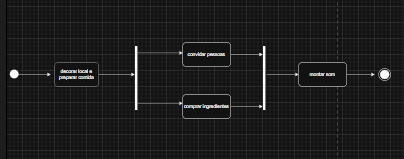 decorar local e
preparar comida
convidar pessoas
comprar ingredientes
montar som